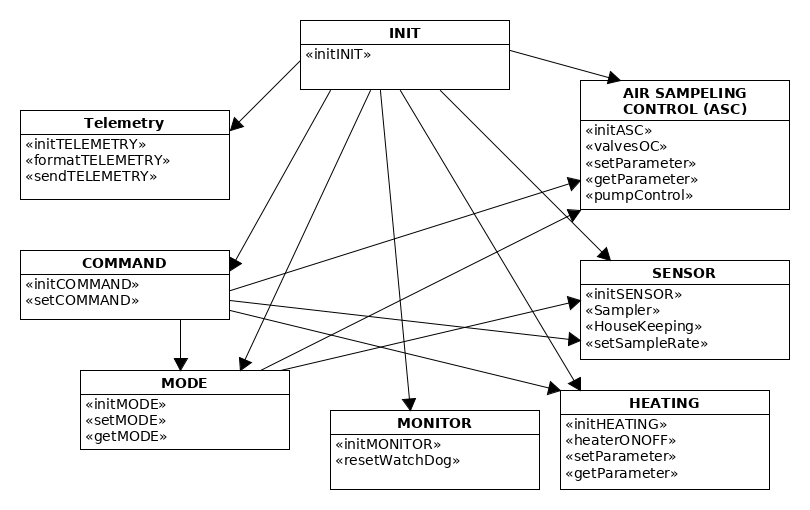 INIT
«initINIT»
AIR SAMPELING
CONTROL (ASC)
«initASC»
«valvesOC»
«setParameter»
«getParameter»
«pumpControl»
Telemetry
«initTELEMETRY»
«formatTELEMETRY»
«sendTELEMETRY»
COMMAND
«initCOMMAND»
«setCOMMAND»
SENSOR
«initSENSOR»
«Sampler»
«HouseKeeping»
«setSampleRate»
MODE
«initMODE»
«setMODE»
«getMODE»
MONITOR
«initMONITOR»
«resetWatchDog»
HEATING
«initHEATING»
«heaterONOFF»
«setParameter»
«getParameter»